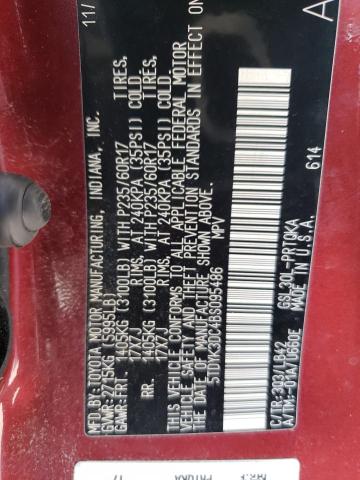 11/
A
MFD. BY:TOYOTA MOTOR MANUFACTURING, INDIANA, INC.
GVWR: 2715KG (5995LB)
GAWR: FRT. 1405KG (3100LB) WITH P235/60R17 TIRES.
17X7J RIMS, AT 240KPA (35PSI) COLD.
RR. 1405KG (3100LB) WITH P235/60R17 TIRES.
17X7J RIMS, AT 240KPA (35PSI) COLD.
THIS VEHICLE CONFORMS TO ALL APPLICABLE FEDERAL MOTOR
VEHICLE SAFETY, BUMPER, AND THEFT PREVENTION STANDARDS IN EFFECT ON
THE DATE OF MANUFACTURE SHOWN ABOVE.
5TDYK3DC4BS095486 MPV
614
C/TR: 3Q3/LB42 GSL30L-PRTQKA
A/TM: -01A/U660E MADE IN U.S.A.